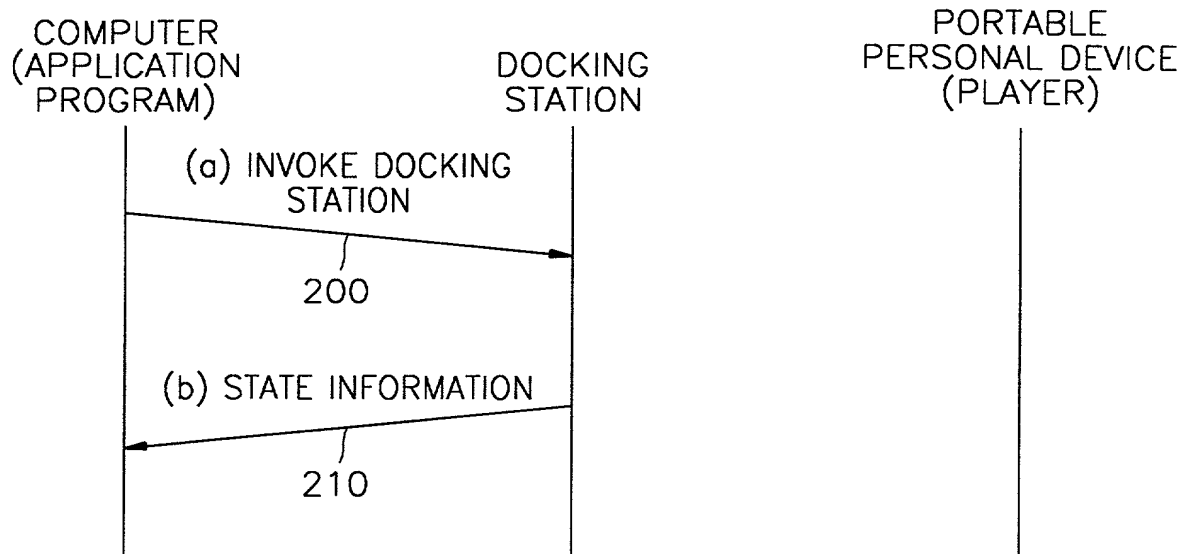 COMPUTER
(APPLICATION
PROGRAM)
DOCKING
STATION
PORTABLE
PERSONAL DEVICE
(PLAYER)
(a) INVOKE DOCKING
STATION
200
(b) STATE INFORMATION
210